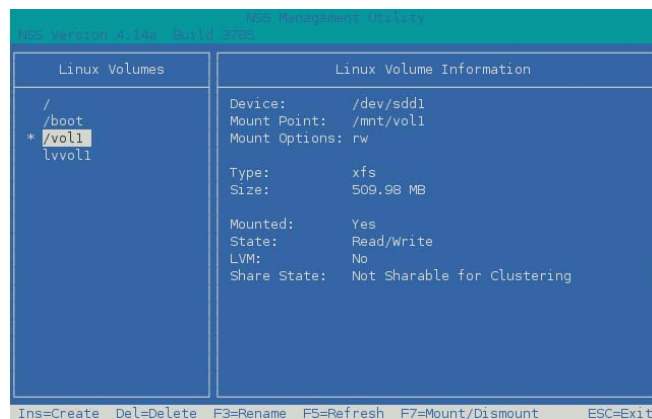 NSS Management Utility
NSS Version 4.14a Build 3785
Linux Volumes
/
/boot
* /vol1
lvvol1
Linux Volume Information
Device: /dev/sdd1
Mount Point: /mnt/vol1
Mount Options: rw
Type: xfs
Size: 509.98 MB
Mounted: Yes
State: Read/Write
LVM: No
Share State: Not Sharable for Clustering
Ins=Create Del=Delete F3=Rename F5=Refresh F7=Mount/Dismount ESC=Exit